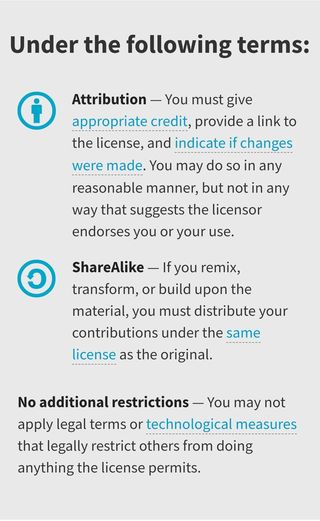 Under the following terms:
Attribution — You must give
appropriate credit, provide a link to
the license, and indicate if changes
were made. You may do so in any
reasonable manner, but not in any
way that suggests the licensor
endorses you or your use.
ShareAlike — If you remix,
transform, or build upon the
material, you must distribute your
contributions under the same
license as the original.
No additional restrictions — You may not
apply legal terms or technological measures
that legally restrict others from doing
anything the license permits.